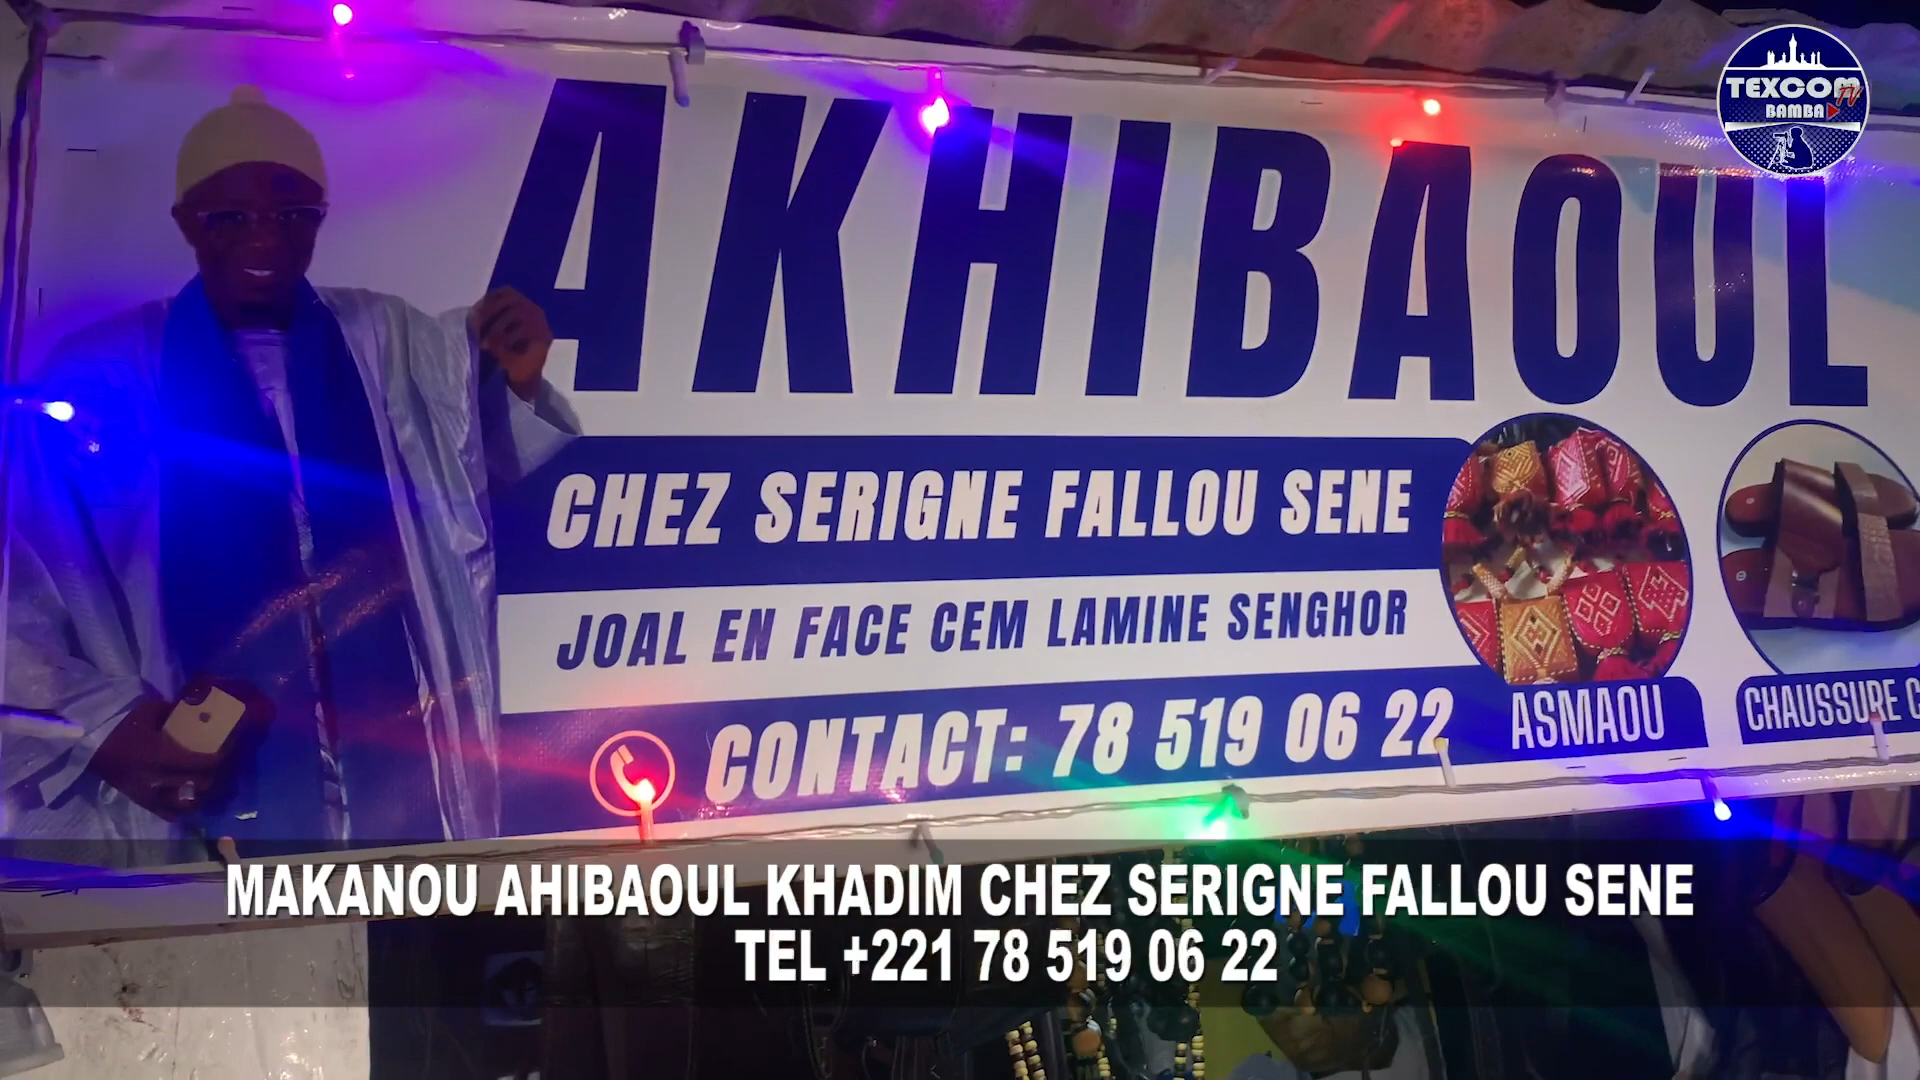 TEXCOM TV
BAMBA
AKHIBAOUL
CHEZ SERIGNE FALLOU SENE
JOAL EN FACE CEM LAMINE SENGHOR
CONTACT: 78 519 06 22
ASMAOU
CHAUSSURE
MAKANOU AHIBAOUL KHADIM CHEZ SERIGNE FALLOU SENE
TEL +221 78 519 06 22